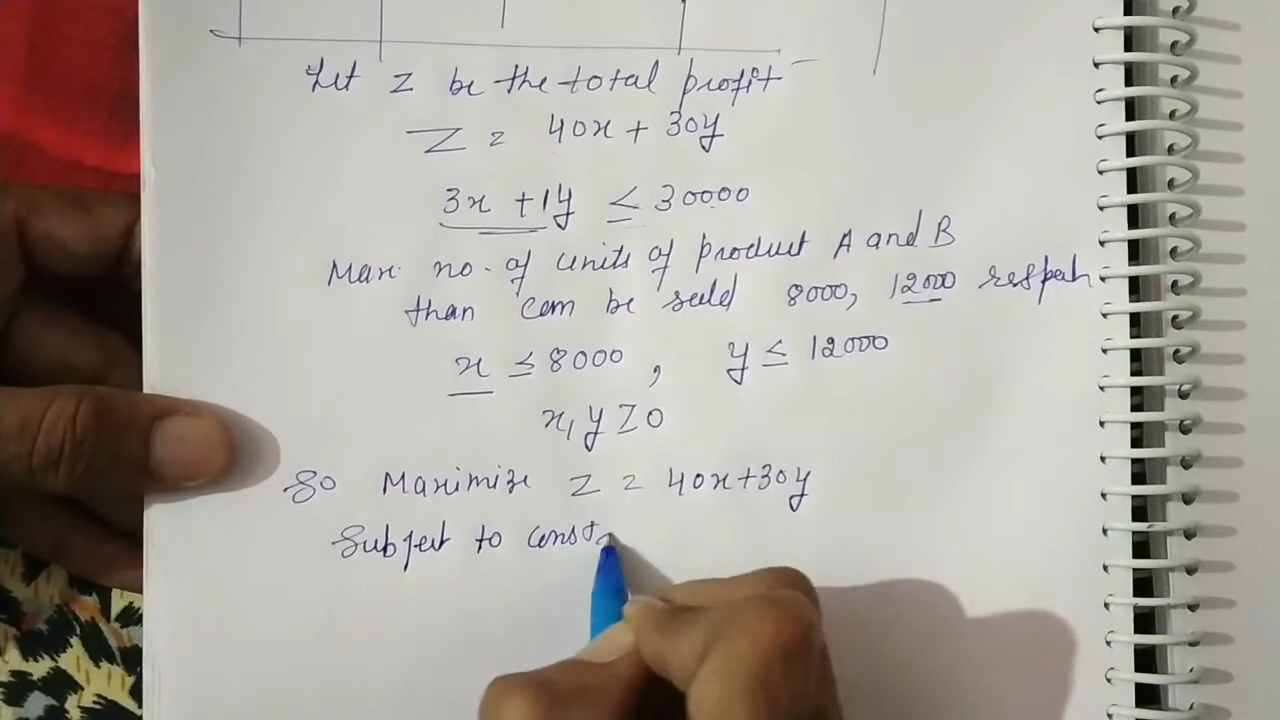 Let Z be the total profit
Z = 40x + 30y
3x + 1y ≤ 30000
Max. no. of units of product A and B
than can be sold 8000, 12000
x ≤ 8000, y ≤ 12000
x, y ≥ 0
So Maximize Z = 40x+30y
Subject to const